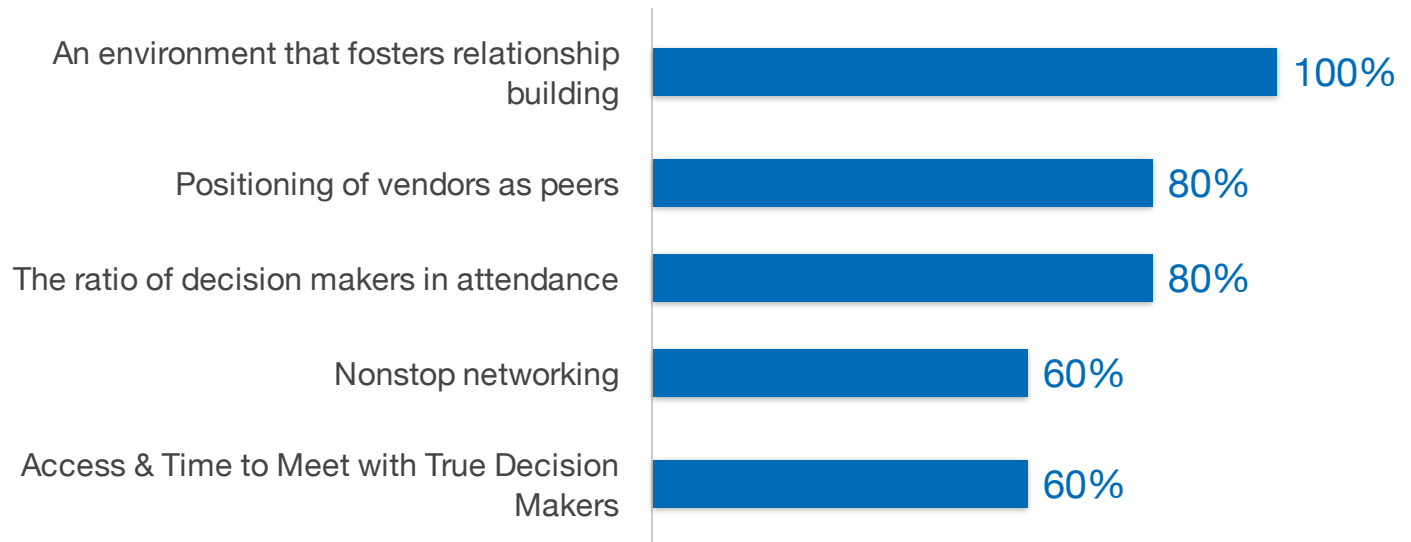 An environment that fosters relationship
building
100%
Positioning of vendors as peers
80%
The ratio of decision makers in attendance
80%
Nonstop networking
60%
Access & Time to Meet with True Decision
Makers
60%